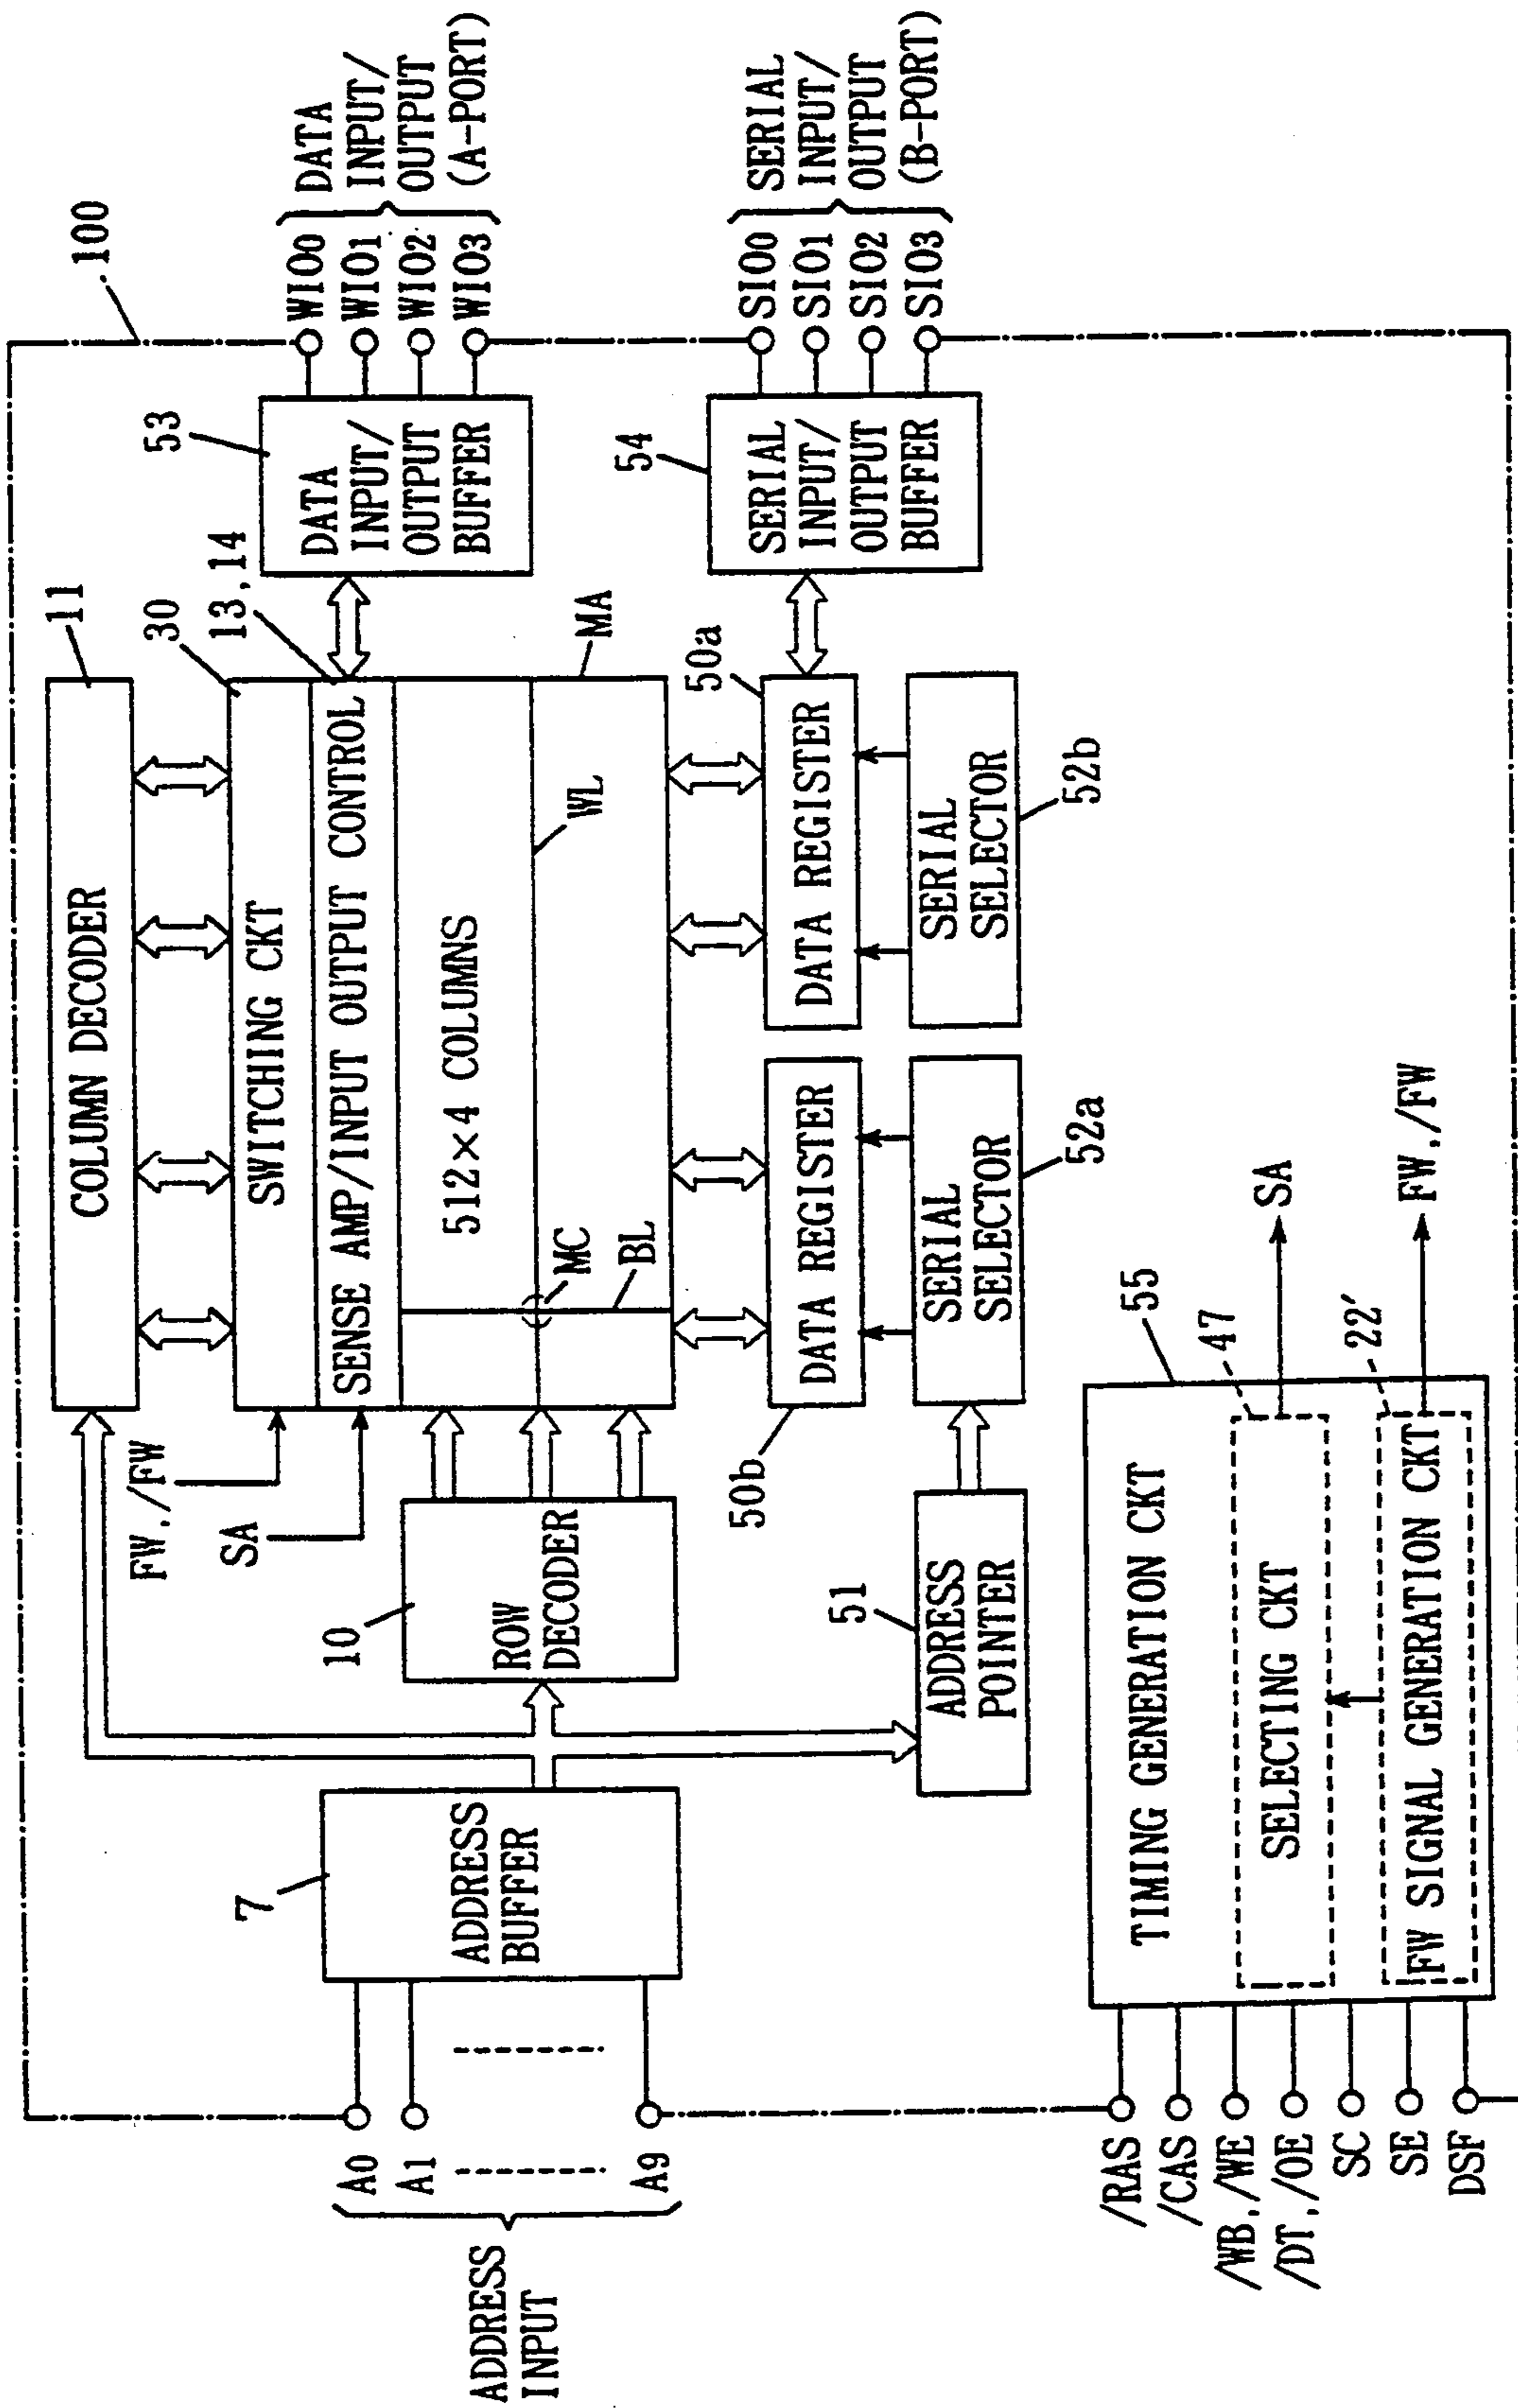 100
11
COLUMN DECODER
30
13, 14
SWITCHING CKT
SENSE AMP/INPUT OUTPUT CONTROL
512×4 COLUMNS
MC
BL
WL
MA
FW, /FW
SA
10
ROW
DECODER
7
ADDRESS
BUFFER
A0
A1
A9
ADDRESS
INPUT
53
DATA
INPUT/
OUTPUT
BUFFER
WIO0
WIO1
WIO2
WIO3
DATA
INPUT/
OUTPUT
(A-PORT)
54
SERIAL
INPUT/
OUTPUT
BUFFER
SIO0
SIO1
SIO2
SIO3
SERIAL
INPUT/
OUTPUT
(B-PORT)
50b
DATA REGISTER
50a
DATA REGISTER
51
ADDRESS
POINTER
SERIAL
SELECTOR
52a
SERIAL
SELECTOR
52b
/RAS
/CAS
/WB, /WE
/DT, /OE
SC
SE
DSF
55
TIMING GENERATION CKT
47
SELECTING CKT
SA
22'
FW SIGNAL GENERATION CKT
FW, /FW